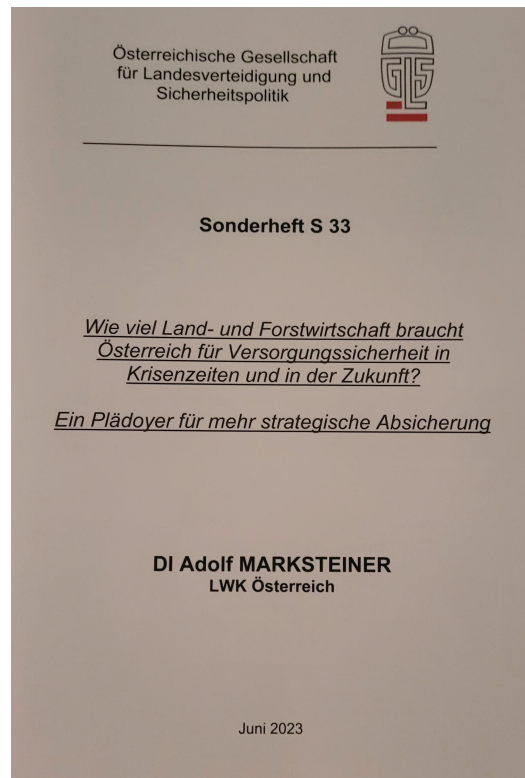 Österreichische Gesellschaft
für Landesverteidigung und
Sicherheitspolitik
ÖGLS
Sonderheft S 33
Wie viel Land- und Forstwirtschaft braucht
Österreich für Versorgungssicherheit in
Krisenzeiten und in der Zukunft?
Ein Plädoyer für mehr strategische Absicherung
DI Adolf MARKSTEINER
LWK Österreich
Juni 2023